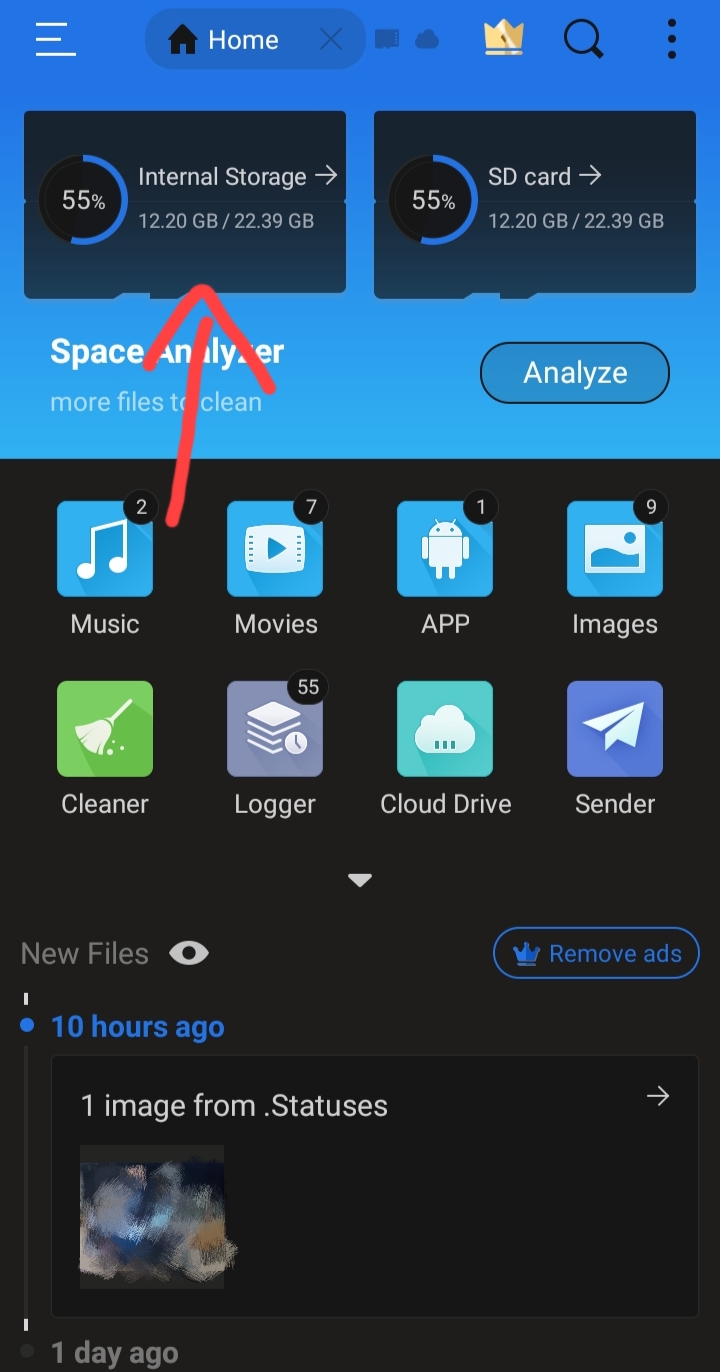 Home
Internal Storage
55%
12.20 GB / 22.39 GB
SD card
55%
12.20 GB / 22.39 GB
Space Analyzer
more files to clean
Analyze
2
7
1
9
Music
Movies
APP
Images
55
Cleaner
Logger
Cloud Drive
Sender
New Files
Remove ads
10 hours ago
1 image from .Statuses
1 day ago